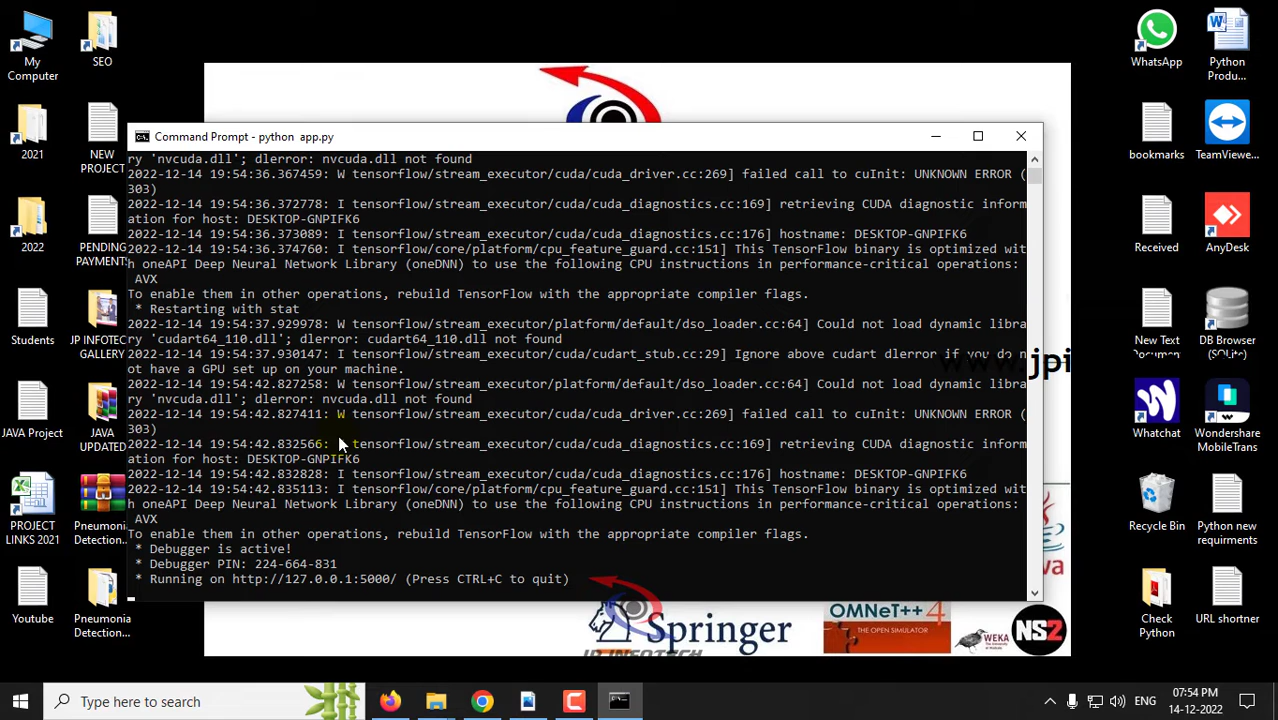 My Computer
SEO
2021
NEW PROJECT
2022
PENDING PAYMENT...
Students
JP INFOTECH GALLERY
JAVA Project
JAVA UPDATED
PROJECT LINKS 2021
Pneumonia Detection...
Youtube
Pneumonia Detection...
Command Prompt - python  app.py
ry 'nvcuda.dll'; dlerror: nvcuda.dll not found
2022-12-14 19:54:36.367459: W tensorflow/stream_executor/cuda/cuda_driver.cc:269] failed call to cuInit: UNKNOWN ERROR (
303)
2022-12-14 19:54:36.372778: I tensorflow/stream_executor/cuda/cuda_diagnostics.cc:169] retrieving CUDA diagnostic inform
ation for host: DESKTOP-GNPIFK6
2022-12-14 19:54:36.373089: I tensorflow/stream_executor/cuda/cuda_diagnostics.cc:176] hostname: DESKTOP-GNPIFK6
2022-12-14 19:54:36.374760: I tensorflow/core/platform/cpu_feature_guard.cc:151] This TensorFlow binary is optimized wit
h oneAPI Deep Neural Network Library (oneDNN) to use the following CPU instructions in performance-critical operations:
AVX
To enable them in other operations, rebuild TensorFlow with the appropriate compiler flags.
* Restarting with stat
2022-12-14 19:54:37.929978: W tensorflow/stream_executor/platform/default/dso_loader.cc:64] Could not load dynamic libra
ry 'cudart64_110.dll'; dlerror: cudart64_110.dll not found
2022-12-14 19:54:37.930147: I tensorflow/stream_executor/cuda/cudart_stub.cc:29] Ignore above cudart dlerror if you do n
ot have a GPU set up on your machine.
2022-12-14 19:54:42.827258: W tensorflow/stream_executor/platform/default/dso_loader.cc:64] Could not load dynamic libra
ry 'nvcuda.dll'; dlerror: nvcuda.dll not found
2022-12-14 19:54:42.827411: W tensorflow/stream_executor/cuda/cuda_driver.cc:269] failed call to cuInit: UNKNOWN ERROR (
303)
2022-12-14 19:54:42.832566: I tensorflow/stream_executor/cuda/cuda_diagnostics.cc:169] retrieving CUDA diagnostic inform
ation for host: DESKTOP-GNPIFK6
2022-12-14 19:54:42.832828: I tensorflow/stream_executor/cuda/cuda_diagnostics.cc:176] hostname: DESKTOP-GNPIFK6
2022-12-14 19:54:42.835113: I tensorflow/core/platform/cpu_feature_guard.cc:151] This TensorFlow binary is optimized wit
h oneAPI Deep Neural Network Library (oneDNN) to use the following CPU instructions in performance-critical operations:
AVX
To enable them in other operations, rebuild TensorFlow with the appropriate compiler flags.
* Debugger is active!
* Debugger PIN: 224-664-831
* Running on http://127.0.0.1:5000/ (Press CTRL+C to quit)
www.jpi
Springer
JP INFOTECH
OMNeT++ 4
THE OPEN SIMULATOR
WEKA
NS2
ava
WhatsApp
Python Produ...
bookmarks
TeamViewe...
Received
AnyDesk
New Text Documen...
DB Browser (SQLite)
Whatchat
Wondershare MobileTrans
Recycle Bin
Python new requirements
Check Python
URL shortner
Type here to search
ENG
07:54 PM
14-12-2022